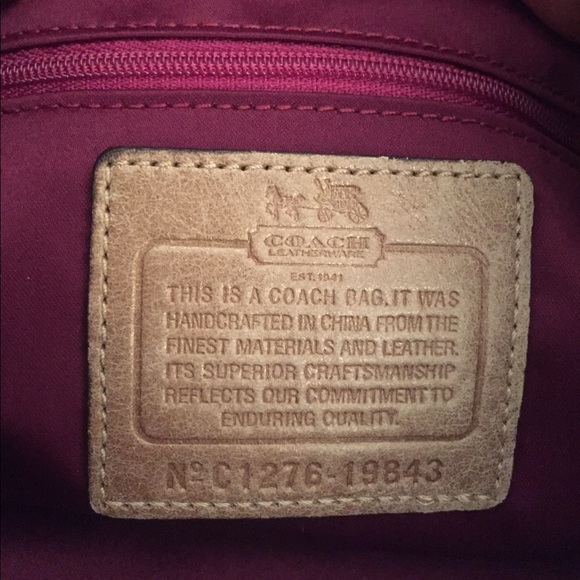 COACH
LEATHERWARE
EST. 1941
THIS IS A COACH BAG. IT WAS
HANDCRAFTED IN CHINA FROM THE
FINEST MATERIALS AND LEATHER.
ITS SUPERIOR CRAFTSMANSHIP
REFLECTS OUR COMMITMENT TO
ENDURING QUALITY.
Nº C1276-19843